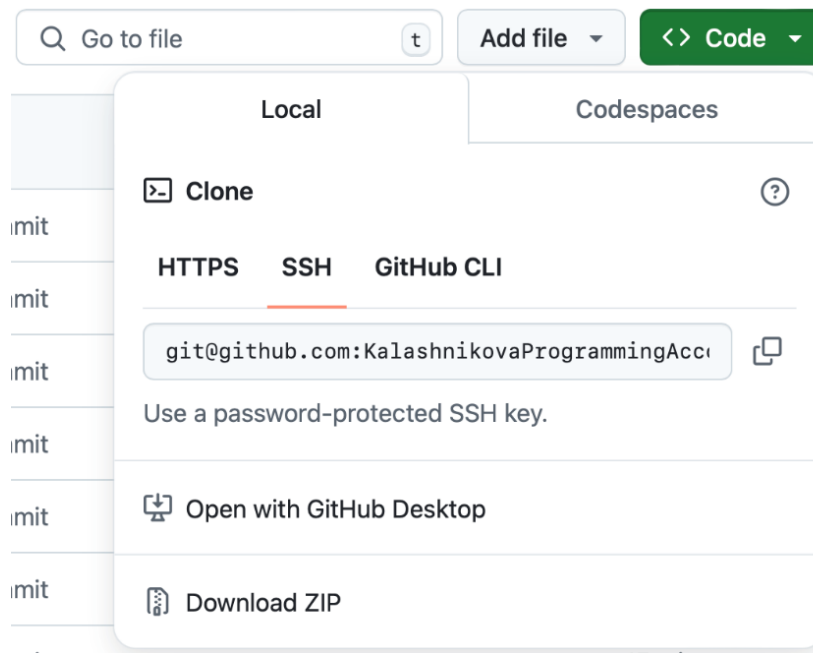 Go to file t Add file <> Code
Local Codespaces
>_ Clone ?
HTTPS SSH GitHub CLI
git@github.com:KalashnikovaProgrammingAcc
Use a password-protected SSH key.
Open with GitHub Desktop
Download ZIP
mit
mit
mit
mit
mit
mit